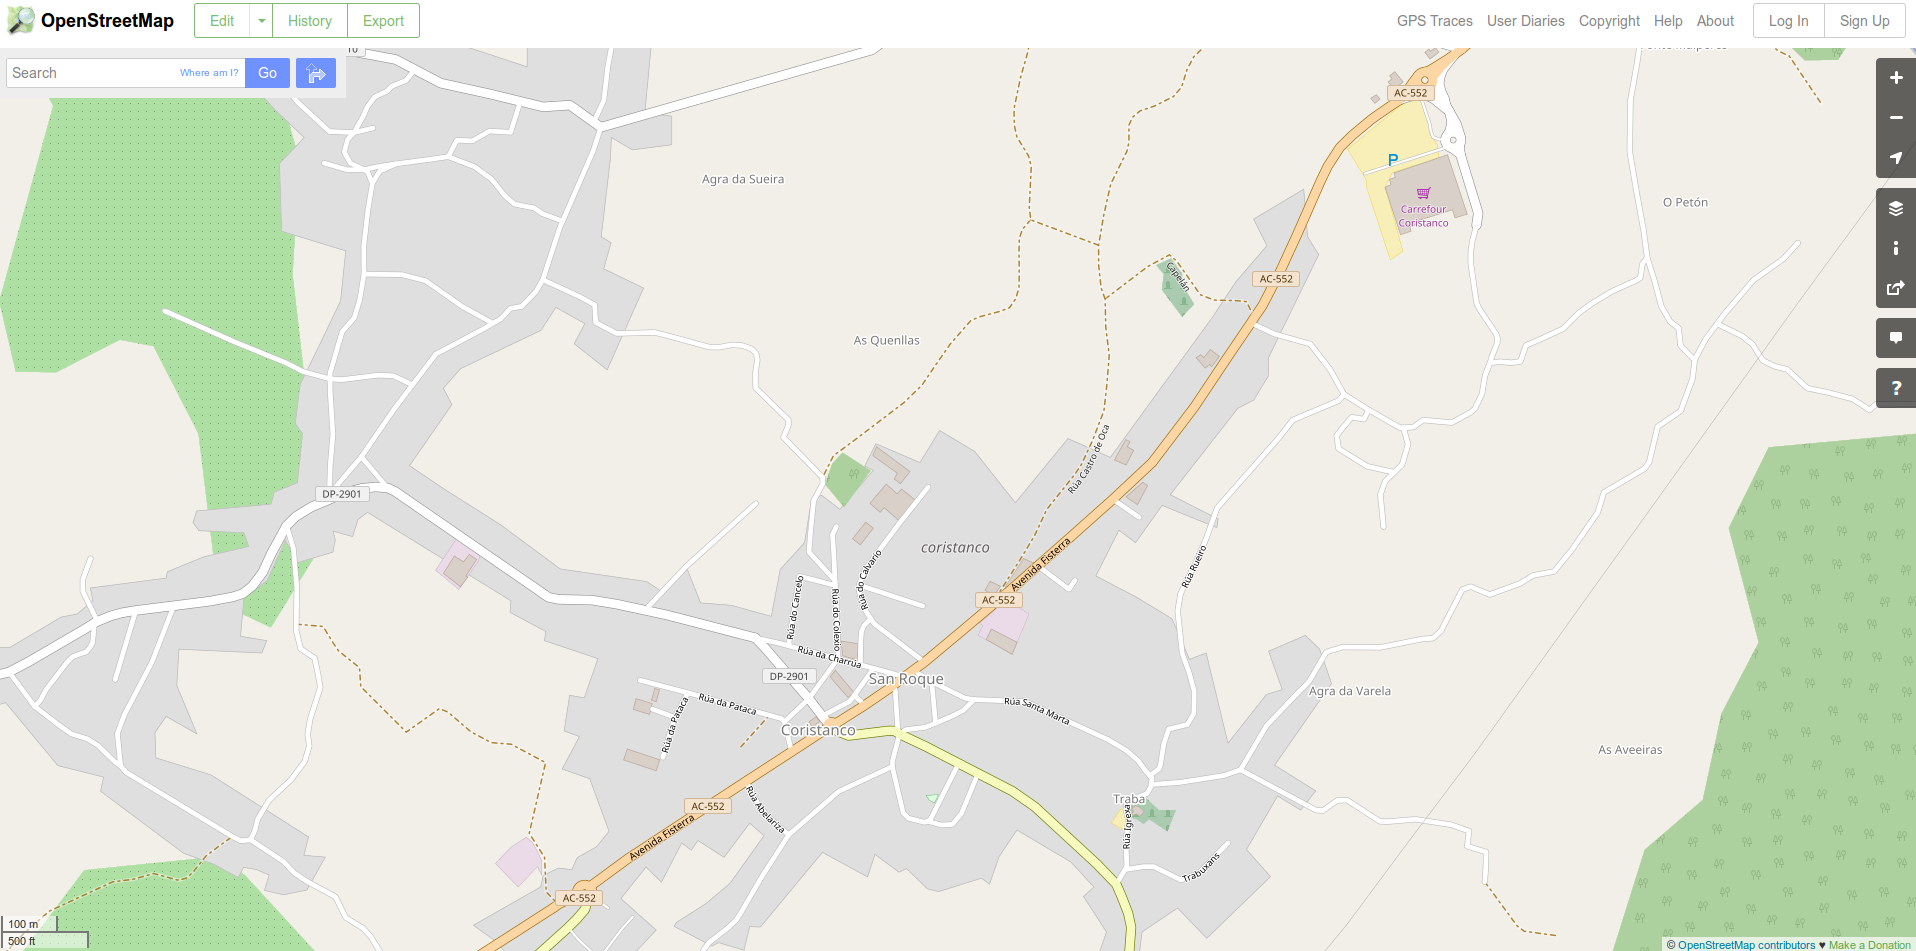 OpenStreetMap
Edit
History
Export
GPS Traces
User Diaries
Copyright
Help
About
Log In
Sign Up
Search
Where am I?
Go
AC-552
P
Agra da Sueira
O Petón
Carrefour
Coristanco
Capelán
AC-552
As Quenllas
?
Rúa Castro de Oca
DP-2901
coristanco
Avenida Fisterra
Rúa Rueiro
Rúa do Calvario
Rúa do Cancelo
Rúa do Colexio
AC-552
Rúa da Charrúa
DP-2901
San Roque
Agra da Varela
Rúa da Pataca
Rúa da Pataca
Rúa Santa Marta
Coristanco
As Aveeiras
AC-552
Rúa Abelariza
Traba
Rúa Igrexa
Avenida Fisterra
Trabuxans
AC-552
100 m
500 ft
© OpenStreetMap contributors ♥ Make a Donation